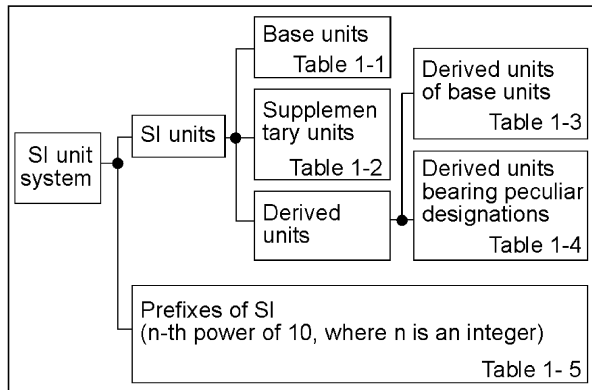 SI unit
system
SI units
Base units
Table 1-1
Supplemen
tary units
Table 1-2
Derived
units
Derived units
of base units
Table 1-3
Derived units
bearing peculiar
designations
Table 1-4
Prefixes of SI
(n-th power of 10, where n is an integer)
Table 1- 5